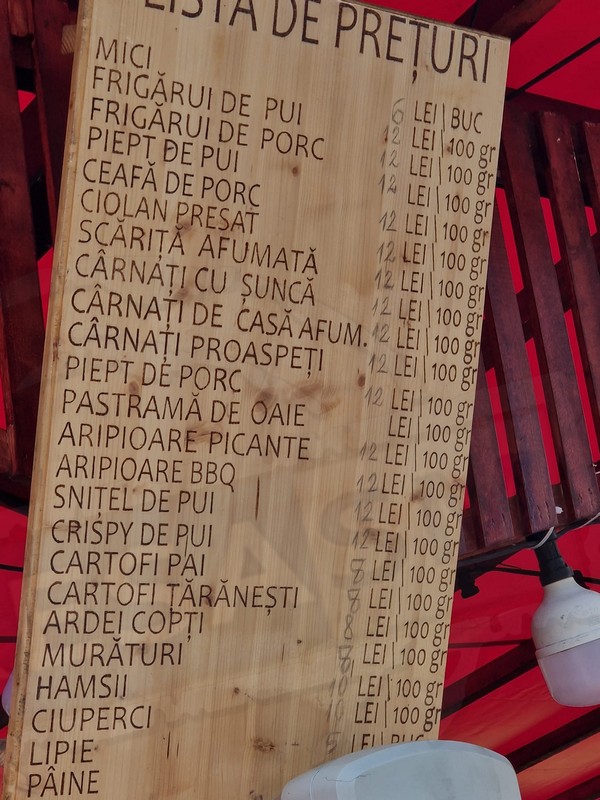 LISTA DE PREȚURI
MICI 6 LEI\BUC
FRIGĂRUI DE PUI 12 LEI\100 gr
FRIGĂRUI DE PORC 12 LEI\100 gr
PIEPT DE PUI 12 LEI\100 gr
CEAFĂ DE PORC 12 LEI\100 gr
CIOLAN PRESAT 12 LEI\100 gr
SCĂRIȚĂ AFUMATĂ 12 LEI\100 gr
CÂRNAȚI CU ȘUNCĂ 12 LEI\100 gr
CÂRNAȚI DE CASĂ AFUM. 12 LEI\100 gr
CÂRNAȚI PROASPEȚI 12 LEI\100 gr
PIEPT DE PORC 12 LEI\100 gr
PASTRAMĂ DE OAIE LEI\100 gr
ARIPIOARE PICANTE 12 LEI\100 gr
ARIPIOARE BBQ 12 LEI\100 gr
SNIȚEL DE PUI 12 LEI\100 gr
CRISPY DE PUI 12 LEI\100 gr
CARTOFI PAI 8 LEI\100 gr
CARTOFI ȚĂRĂNEȘTI 8 LEI\100 gr
ARDEI COPȚI 8 LEI\100 gr
MURĂTURI 8 LEI\100 gr
HAMSII 10 LEI\100 gr
CIUPERCI LEI\100 gr
LIPIE 5 LEI\BUC
PÂINE